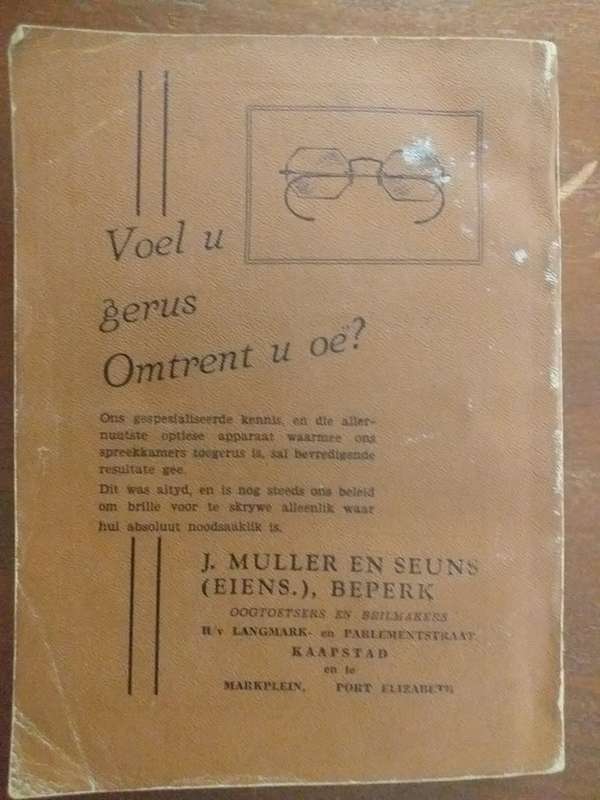 Voel u
gerus
Omtrent u oë?
Ons gespesialiseerde kennis, en die aller-
nuutste optiese apparaat waarmee ons
spreekkamers toegerus is, sal bevredigende
resultate gee.
Dit was altyd, en is nog steeds ons beleid
om brille voor te skrywe alleenlik waar
hul absoluut noodsaaklik is.
J. MULLER EN SEUNS
(EIENS.), BEPERK
OOGTOETSERS EN BRILMAKERS
H/v LANGMARK- en PARLEMENTSTRAAT
KAAPSTAD
en te
MARKPLEIN, PORT ELIZABETH